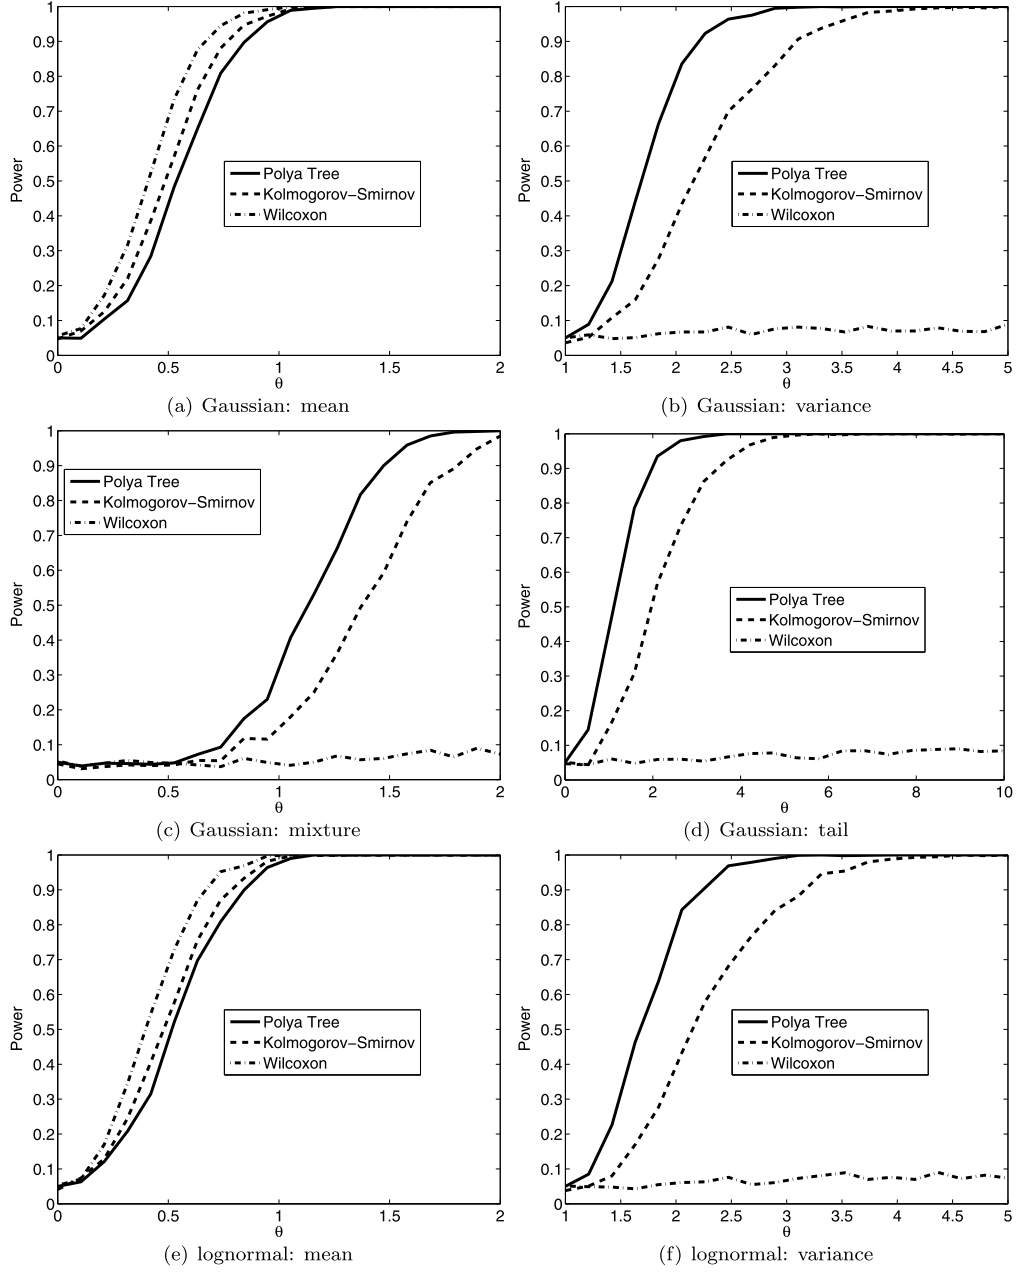 1
0.9
0.8
0.7
0.6
0.5
0.4
0.3
0.2
0.1
0
Power
Polya Tree
Kolmogorov−Smirnov
Wilcoxon
0 0.5 1 1.5 2
θ
(a) Gaussian: mean
1
0.9
0.8
0.7
0.6
0.5
0.4
0.3
0.2
0.1
0
Power
Polya Tree
Kolmogorov−Smirnov
Wilcoxon
1 1.5 2 2.5 3 3.5 4 4.5 5
θ
(b) Gaussian: variance
1
0.9
0.8
0.7
0.6
0.5
0.4
0.3
0.2
0.1
0
Power
Polya Tree
Kolmogorov−Smirnov
Wilcoxon
0 0.5 1 1.5 2
θ
(c) Gaussian: mixture
1
0.9
0.8
0.7
0.6
0.5
0.4
0.3
0.2
0.1
0
Power
Polya Tree
Kolmogorov−Smirnov
Wilcoxon
0 2 4 6 8 10
θ
(d) Gaussian: tail
1
0.9
0.8
0.7
0.6
0.5
0.4
0.3
0.2
0.1
0
Power
Polya Tree
Kolmogorov−Smirnov
Wilcoxon
0 0.5 1 1.5 2
θ
(e) lognormal: mean
1
0.9
0.8
0.7
0.6
0.5
0.4
0.3
0.2
0.1
0
Power
Polya Tree
Kolmogorov−Smirnov
Wilcoxon
1 1.5 2 2.5 3 3.5 4 4.5 5
θ
(f) lognormal: variance